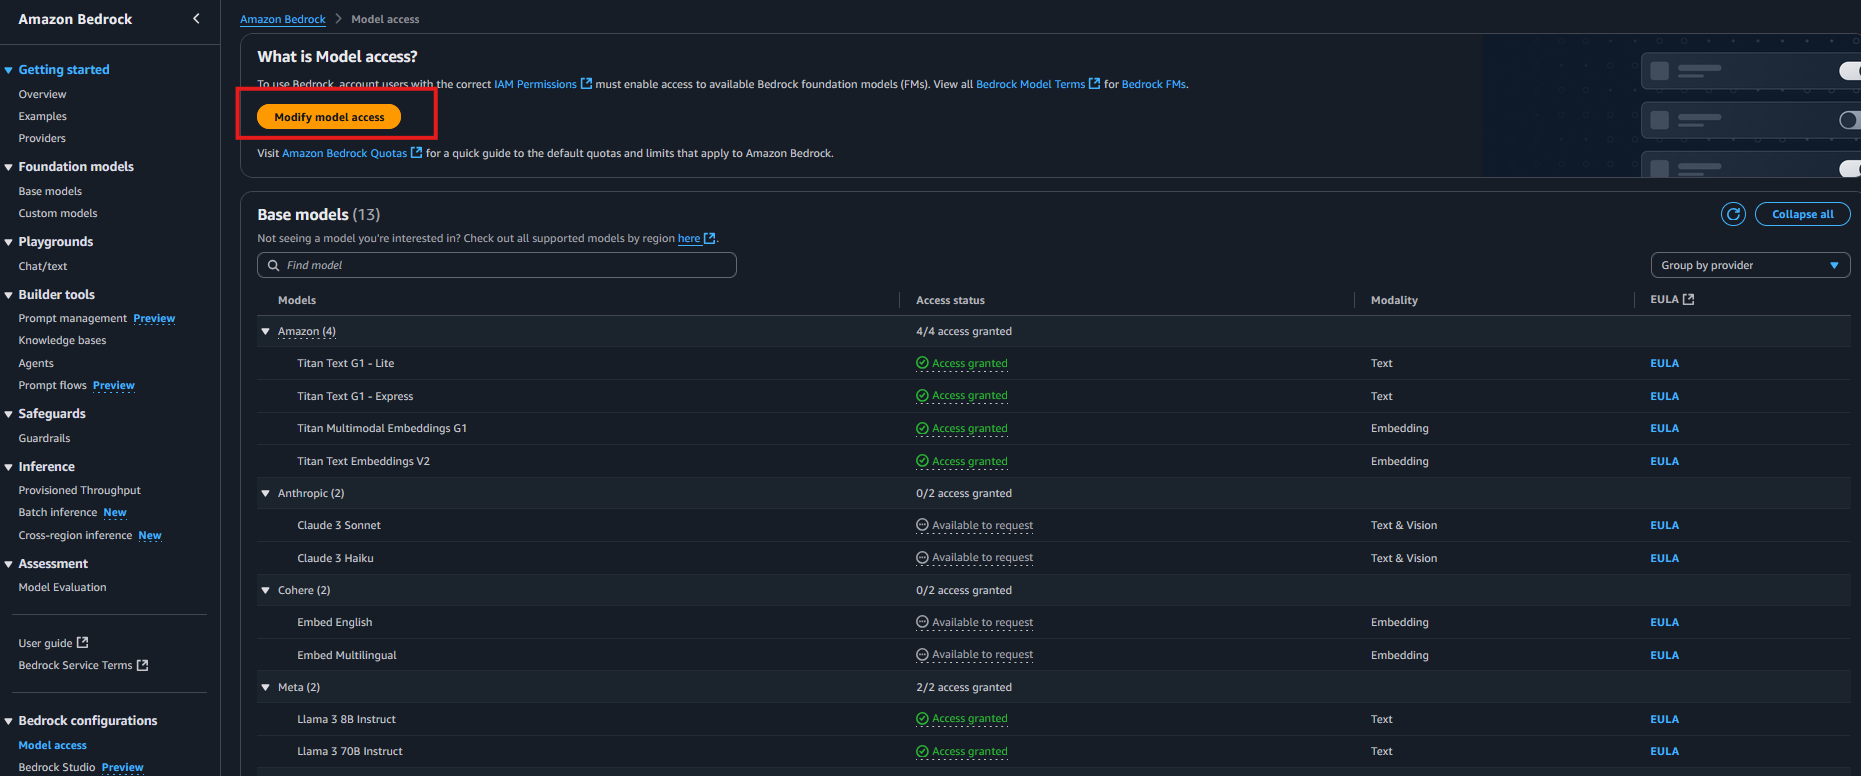 Amazon Bedrock
Getting started
Overview
Examples
Providers
Foundation models
Base models
Custom models
Playgrounds
Chat/text
Builder tools
Prompt management Preview
Knowledge bases
Agents
Prompt flows Preview
Safeguards
Guardrails
Inference
Provisioned Throughput
Batch inference New
Cross-region inference New
Assessment
Model Evaluation
User guide
Bedrock Service Terms
Bedrock configurations
Model access
Bedrock Studio Preview
Amazon Bedrock > Model access
What is Model access?
To use Bedrock, account users with the correct IAM Permissions must enable access to available Bedrock foundation models (FMs). View all Bedrock Model Terms for Bedrock FMs.
Modify model access
Visit Amazon Bedrock Quotas for a quick guide to the default quotas and limits that apply to Amazon Bedrock.
Base models (13)
Collapse all
Not seeing a model you're interested in? Check out all supported models by region here.
Find model
Group by provider
Models Access status Modality EULA
Amazon (4) 4/4 access granted
Titan Text G1 - Lite Access granted Text EULA
Titan Text G1 - Express Access granted Text EULA
Titan Multimodal Embeddings G1 Access granted Embedding EULA
Titan Text Embeddings V2 Access granted Embedding EULA
Anthropic (2) 0/2 access granted
Claude 3 Sonnet Available to request Text & Vision EULA
Claude 3 Haiku Available to request Text & Vision EULA
Cohere (2) 0/2 access granted
Embed English Available to request Embedding EULA
Embed Multilingual Available to request Embedding EULA
Meta (2) 2/2 access granted
Llama 3 8B Instruct Access granted Text EULA
Llama 3 70B Instruct Access granted Text EULA